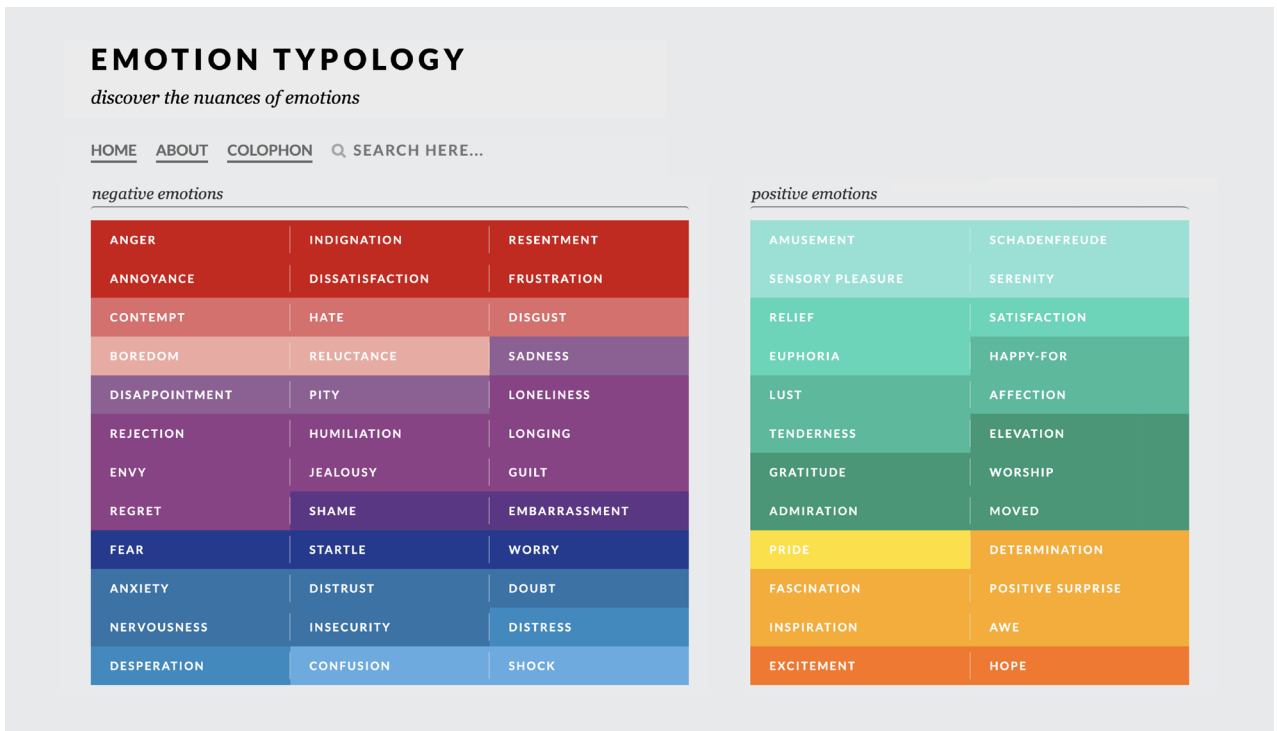 EMOTION TYPOLOGY
discover the nuances of emotions
HOME ABOUT COLOPHON SEARCH HERE...
negative emotions
ANGER INDIGNATION RESENTMENT
ANNOYANCE DISSATISFACTION FRUSTRATION
CONTEMPT HATE DISGUST
BOREDOM RELUCTANCE SADNESS
DISAPPOINTMENT PITY LONELINESS
REJECTION HUMILIATION LONGING
ENVY JEALOUSY GUILT
REGRET SHAME EMBARRASSMENT
FEAR STARTLE WORRY
ANXIETY DISTRUST DOUBT
NERVOUSNESS INSECURITY DISTRESS
DESPERATION CONFUSION SHOCK
positive emotions
AMUSEMENT SCHADENFREUDE
SENSORY PLEASURE SERENITY
RELIEF SATISFACTION
EUPHORIA HAPPY-FOR
LUST AFFECTION
TENDERNESS ELEVATION
GRATITUDE WORSHIP
ADMIRATION MOVED
PRIDE DETERMINATION
FASCINATION POSITIVE SURPRISE
INSPIRATION AWE
EXCITEMENT HOPE